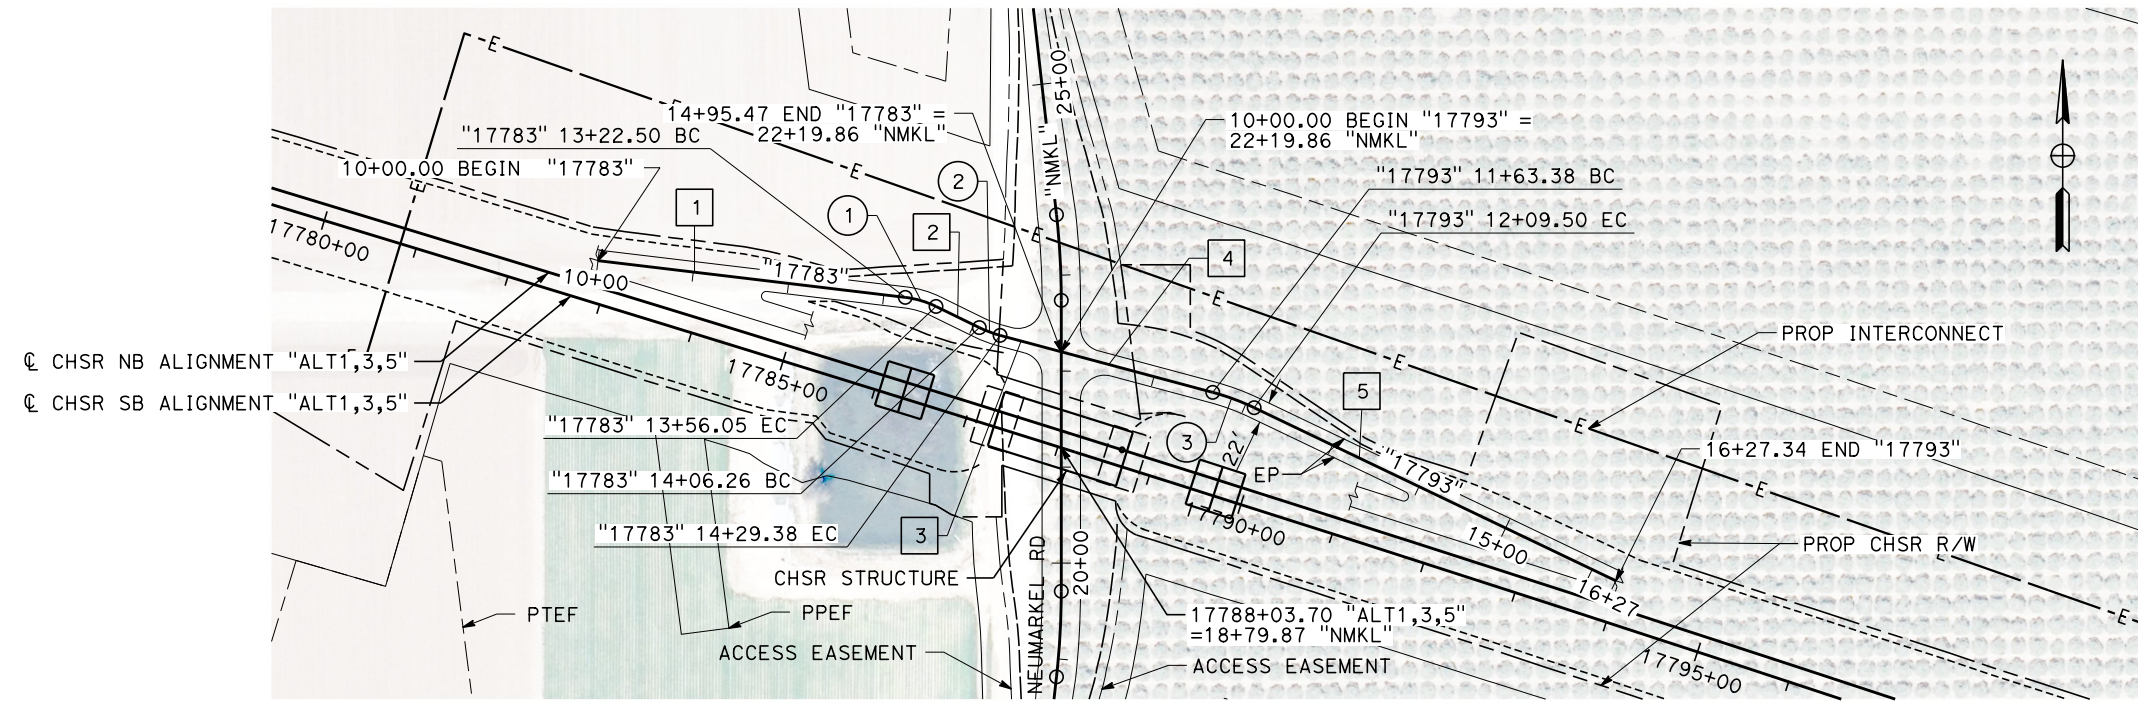 E
14+95.47 END "17783" =
22+19.86 "NMKL"
"17783" 13+22.50 BC
10+00.00 BEGIN "17783"
25+00
"NMKL"
10+00.00 BEGIN "17793" =
22+19.86 "NMKL"
"17793" 11+63.38 BC
"17793" 12+09.50 EC
E
E
E
1
1
2
2
4
E
17780+00
10+00
"17783"
E
PROP INTERCONNECT
℄ CHSR NB ALIGNMENT "ALT1,3,5"
℄ CHSR SB ALIGNMENT "ALT1,3,5"
E
E
17785+00
5
E
"17783" 13+56.05 EC
3
22'
EP
"17793"
16+27.34 END "17793"
"17783" 14+06.26 BC
E
"17783" 14+29.38 EC
3
17790+00
15+00
PROP CHSR R/W
CHSR STRUCTURE
NEUMARKEL RD
20+00
16+27
PTEF
PPEF
17788+03.70 "ALT1,3,5"
=18+79.87 "NMKL"
E
ACCESS EASEMENT
ACCESS EASEMENT
17795+00